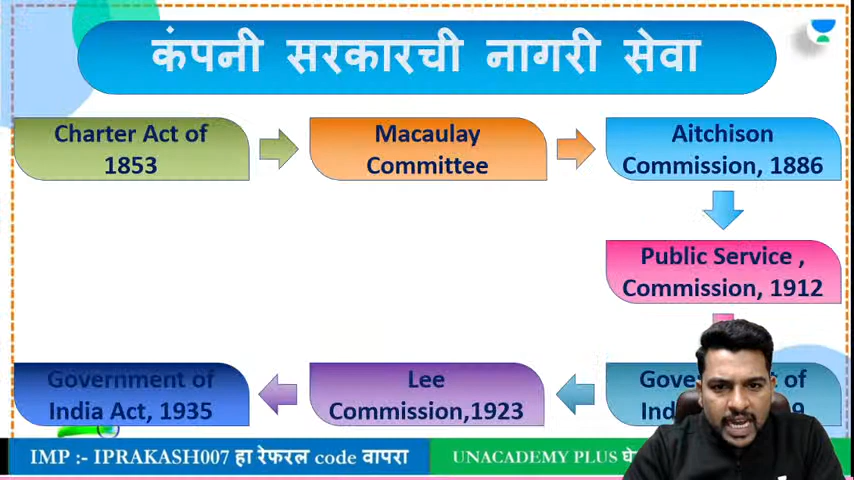 कंपनी सरकारची नागरी सेवा
Charter Act of
1853
Macaulay
Committee
Aitchison
Commission, 1886
Public Service ,
Commission, 1912
Government of
India Act, 1935
Lee
Commission,1923
of
IMP :- IPRAKASH007 हा रेफरल code वापरा
UNACADEMY PLUS